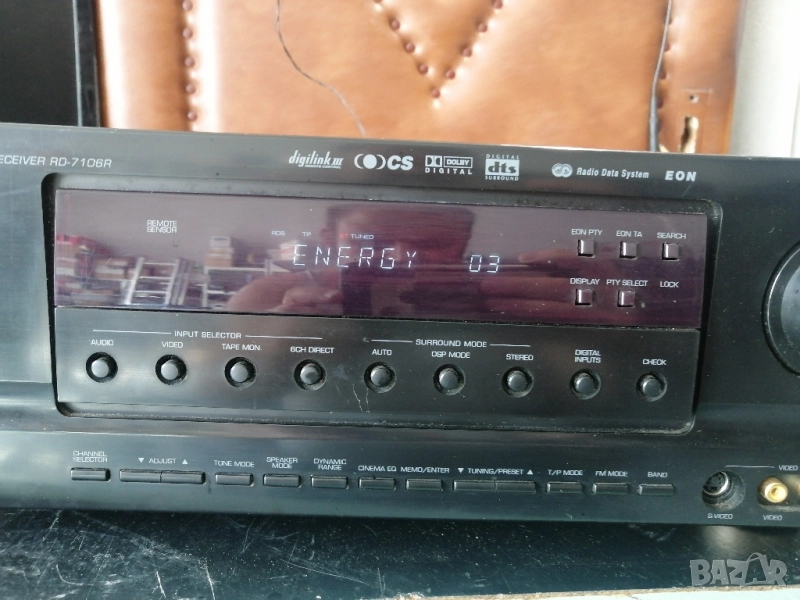 ECEIVER RD-7106R
digilink III
REMOTE CONTROL
CS
DOLBY
DIGITAL
DIGITAL
dts
SURROUND
Radio Data System
EON
REMOTE
SENSOR
RDS TP TUNED
ENERGY 03
EON PTY EON TA SEARCH
DISPLAY PTY SELECT LOCK
INPUT SELECTOR
SURROUND MODE
AUDIO VIDEO TAPE MON. 6CH DIRECT AUTO DSP MODE STEREO DIGITAL INPUTS CHECK
CHANNEL SELECTOR ▼ ADJUST ▲ TONE MODE SPEAKER MODE DYNAMIC RANGE CINEMA EQ MEMO/ENTER ▼ TUNING/PRESET ▲ T/P MODE FM MODE BAND
VIDEO
S-VIDEO VIDEO
BAZAR